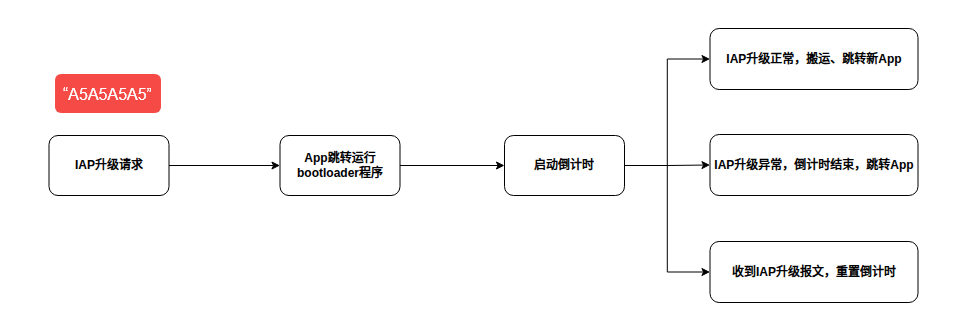 “A5A5A5A5”
IAP升级请求
App跳转运行
bootloader程序
启动倒计时
IAP升级正常，搬运、跳转新App
IAP升级异常，倒计时结束，跳转App
收到IAP升级报文，重置倒计时